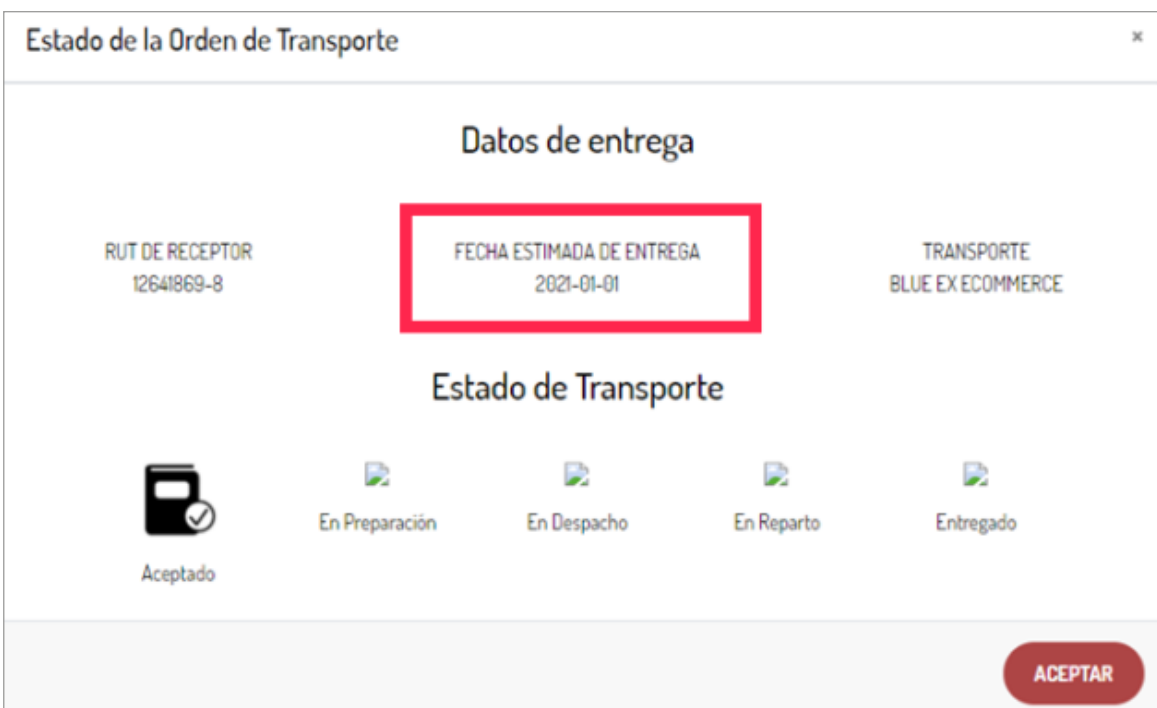 Estado de la Orden de Transporte
×
Datos de entrega
RUT DE RECEPTOR
12641869-8
FECHA ESTIMADA DE ENTREGA
2021-01-01
TRANSPORTE
BLUE EX ECOMMERCE
Estado de Transporte
Aceptado
En Preparación
En Despacho
En Reparto
Entregado
ACEPTAR